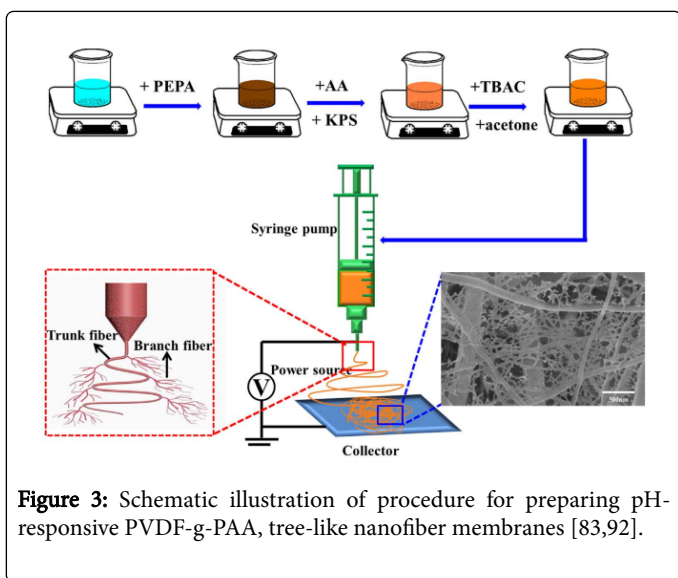 + PEPA
+AA
+ KPS
+TBAC
+acetone
Syringe pump
Trunk fiber
Branch fiber
Power source
V
500nm
Collector
Figure 3: Schematic illustration of procedure for preparing pH-
responsive PVDF-g-PAA, tree-like nanofiber membranes [83,92].